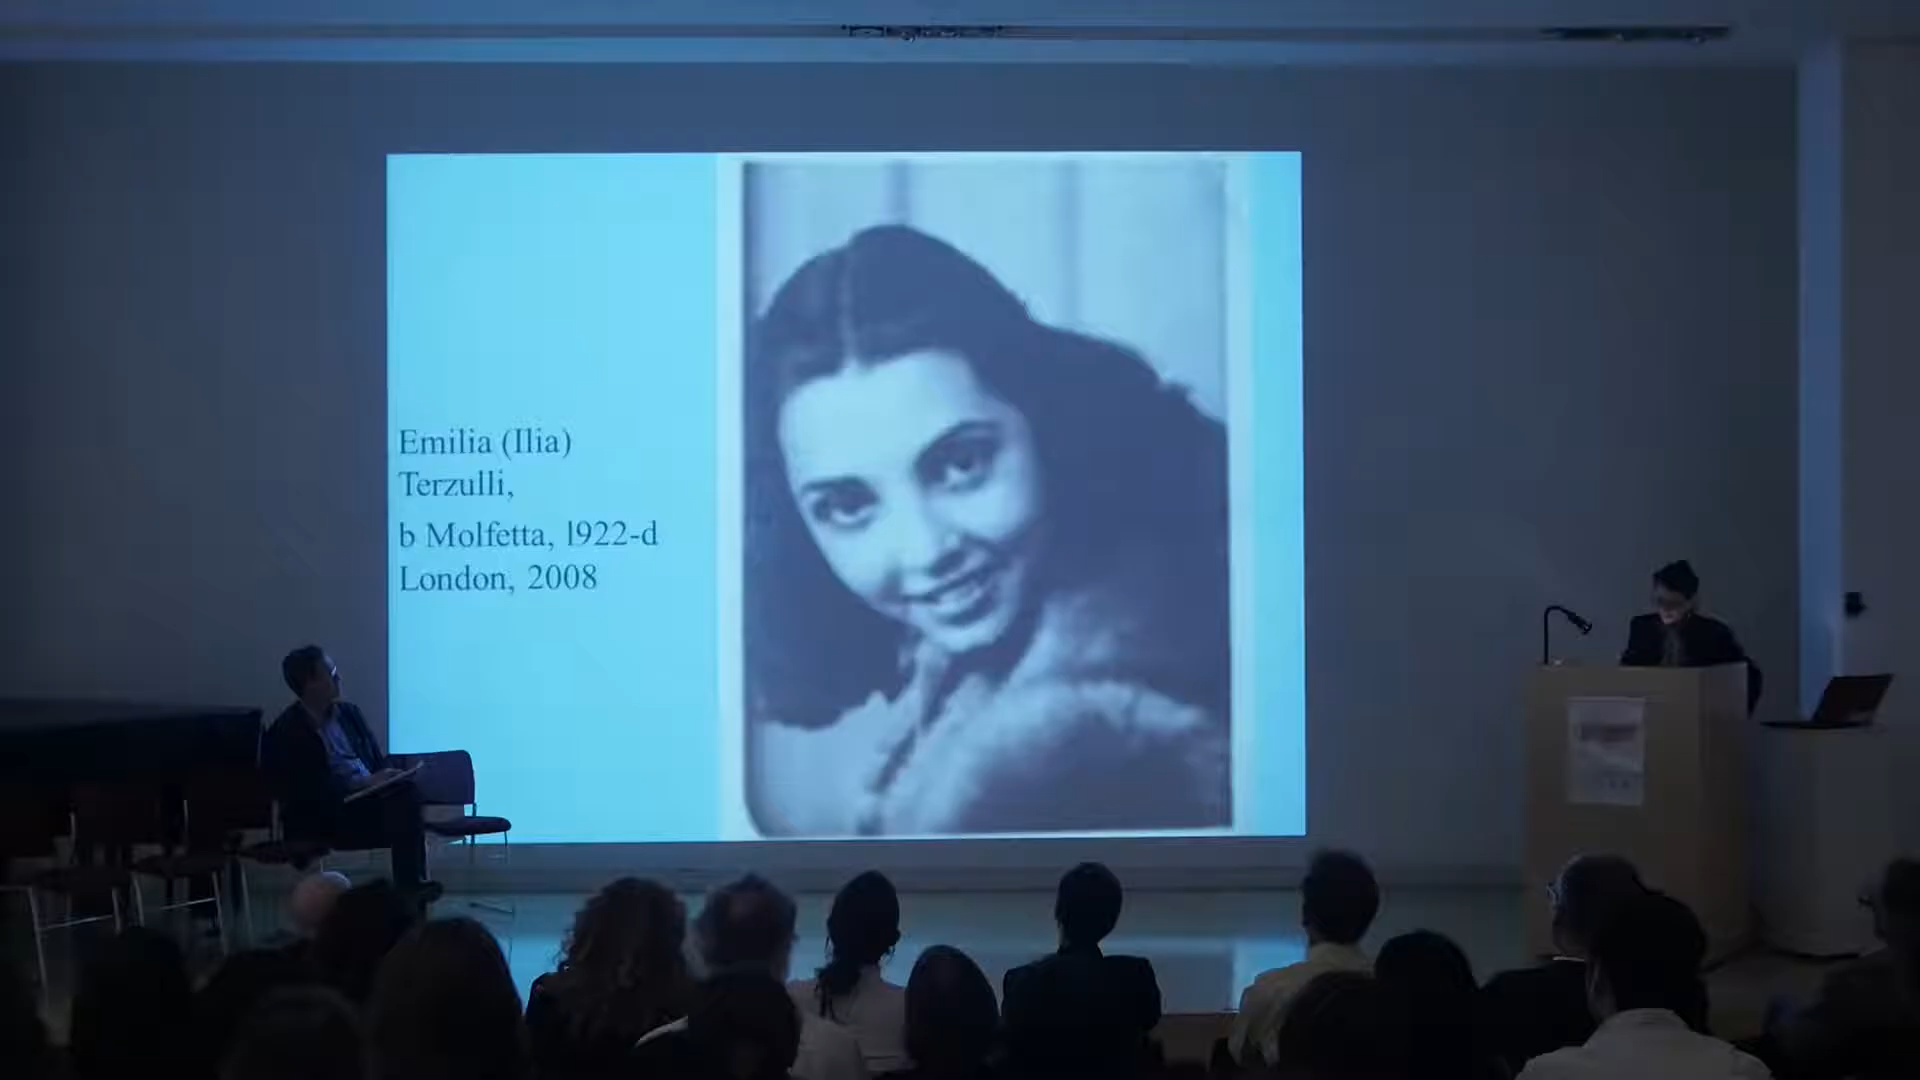 Emilia (Ilia)
Terzulli,
b Molfetta, l922-d
London, 2008